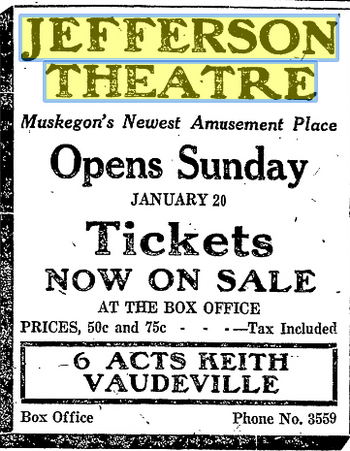 JEFFERSON
THEATRE
Muskegon's Newest Amusement Place
Opens Sunday
JANUARY 20
Tickets
NOW ON SALE
AT THE BOX OFFICE
PRICES, 50c and 75c - - -—Tax Included
6 ACTS KEITH
VAUDEVILLE
Box Office Phone No. 3559